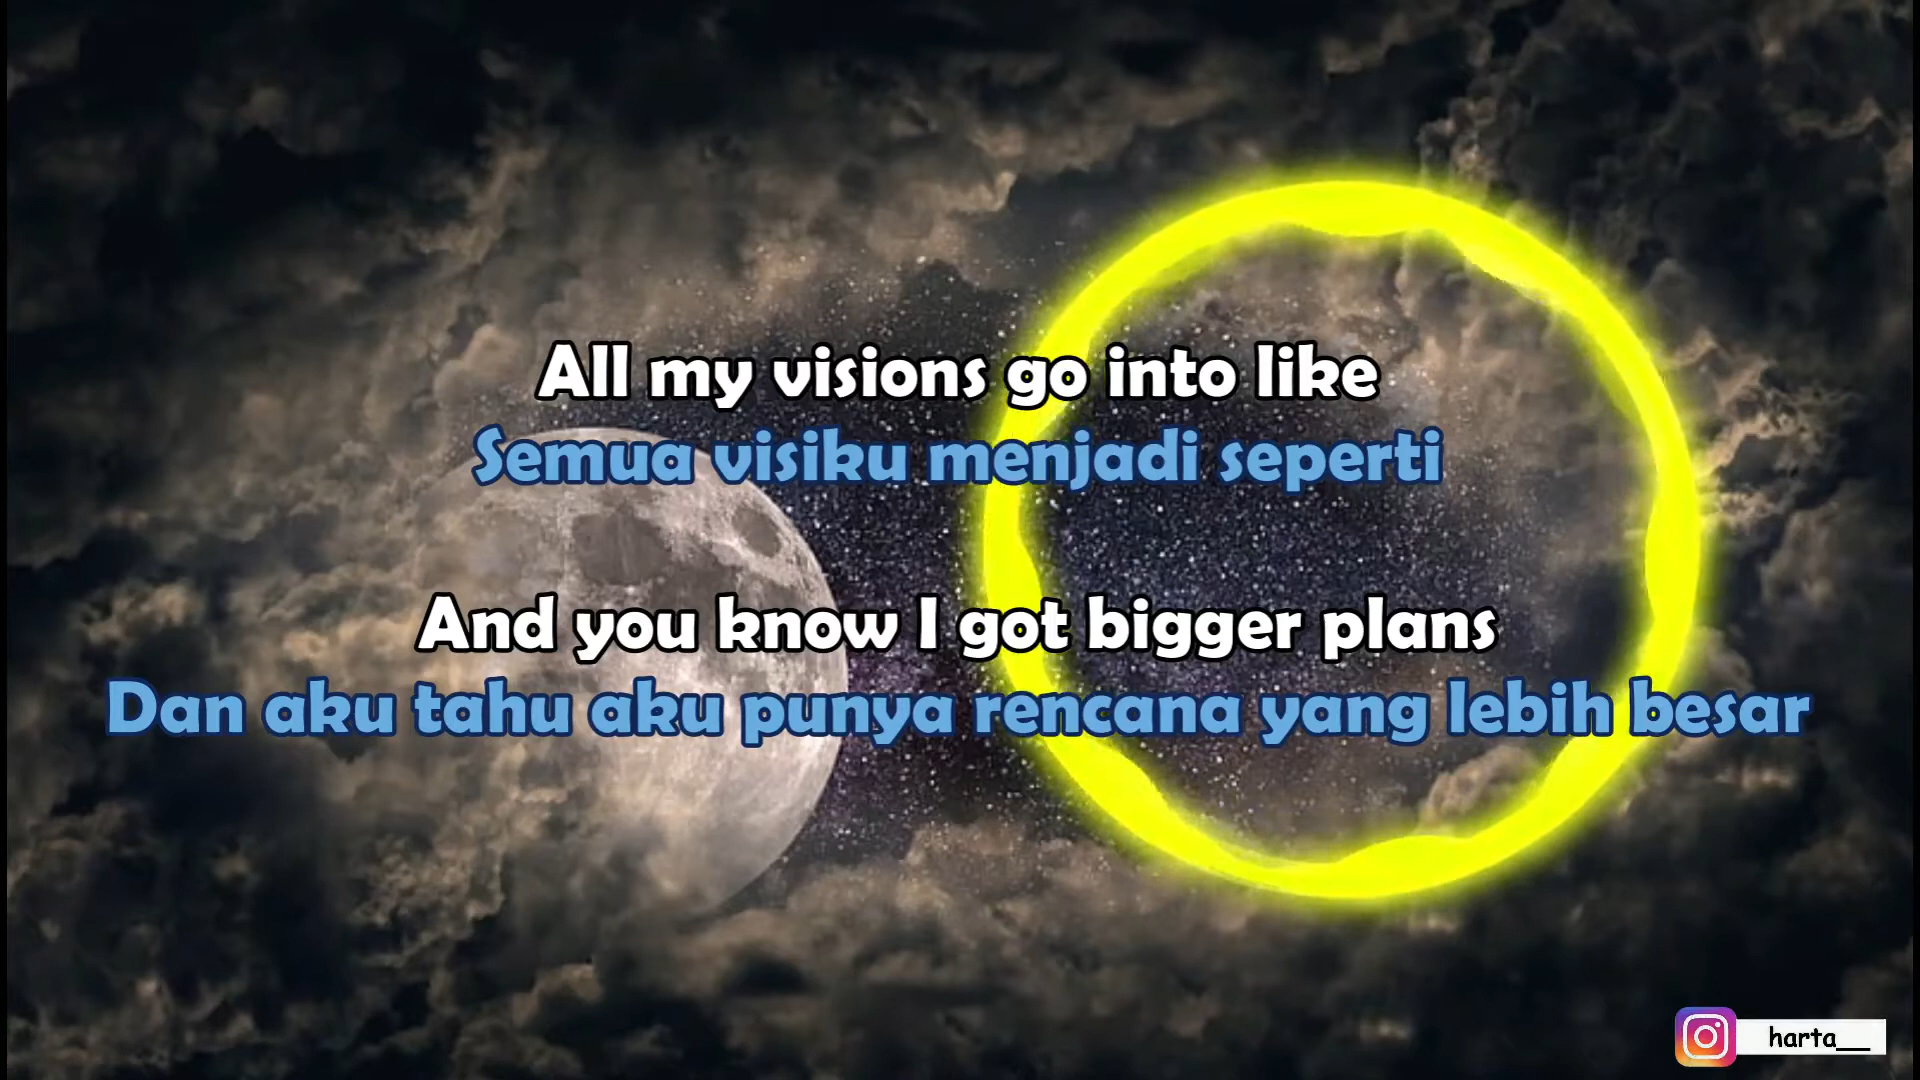 All my visions go into like
Semua visiku menjadi seperti
And you know I got bigger plans
Dan aku tahu aku punya rencana yang lebih besar
harta__